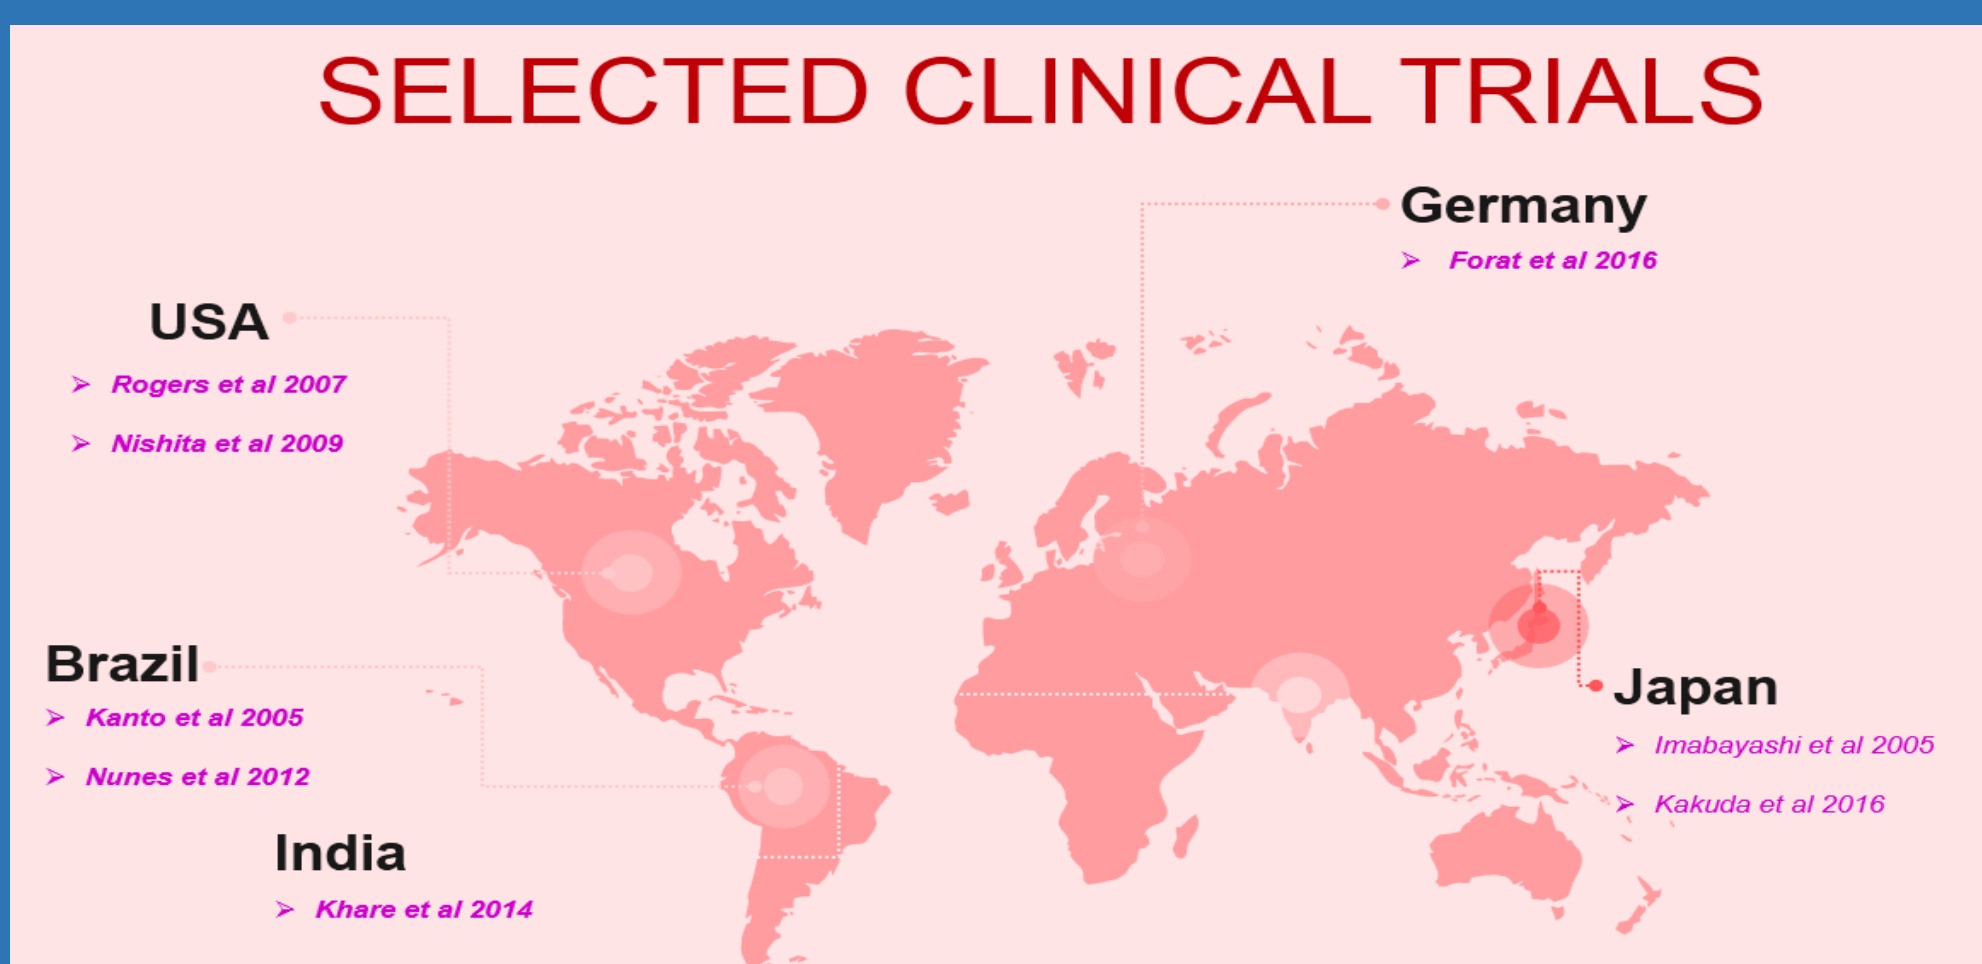 SELECTED CLINICAL TRIALS
Germany
➢ Forat et al 2016
USA
➢ Rogers et al 2007
➢ Nishita et al 2009
Brazil
➢ Kanto et al 2005
➢ Nunes et al 2012
India
➢ Khare et al 2014
Japan
➢ Imabayashi et al 2005
➢ Kakuda et al 2016